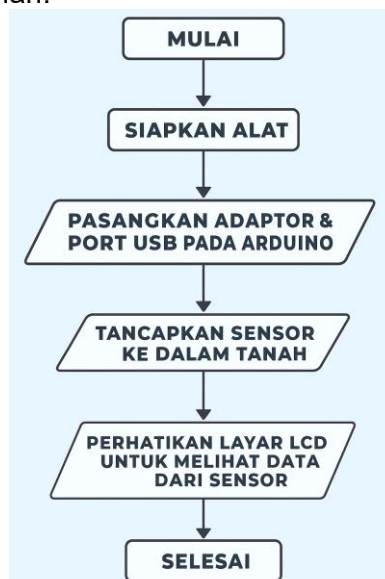 MULAI
SIAPKAN ALAT
PASANGKAN ADAPTOR &
PORT USB PADA ARDUINO
TANCAPKAN SENSOR
KE DALAM TANAH
PERHATIKAN LAYAR LCD
UNTUK MELIHAT DATA
DARI SENSOR
SELESAI